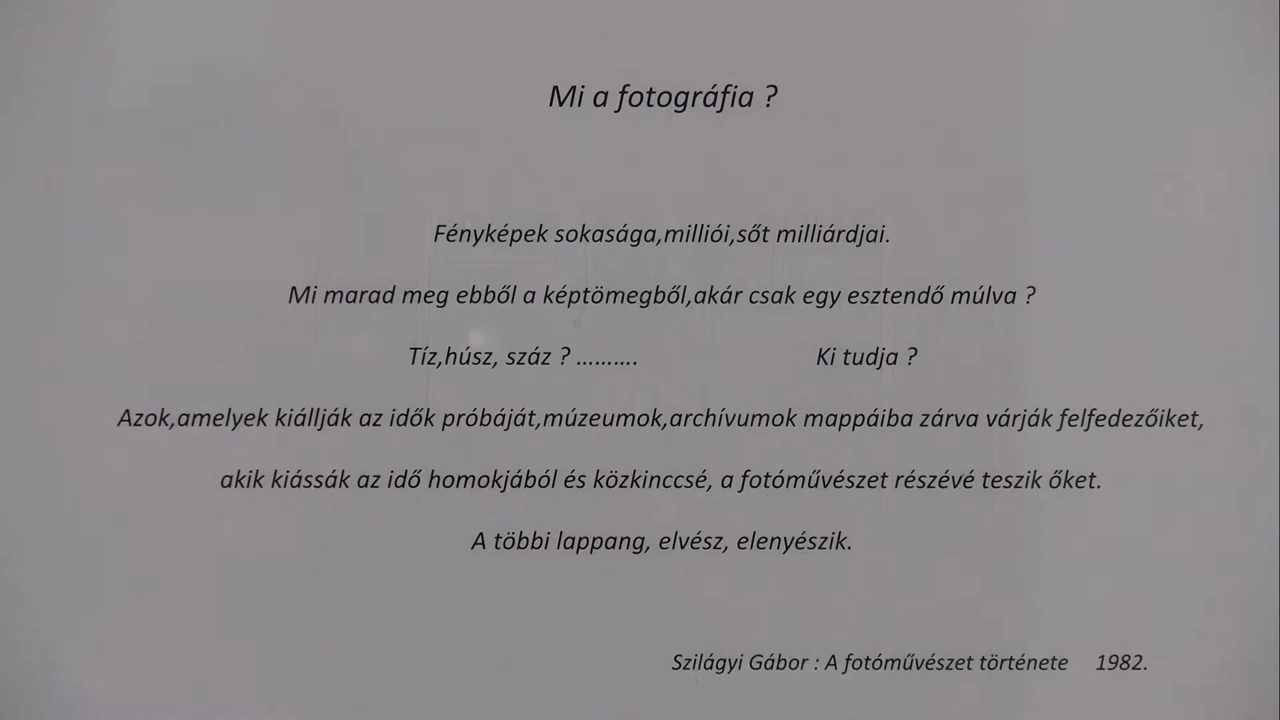 Mi a fotográfia ?
Fényképek sokasága,milliói,sőt milliárdjai.
Mi marad meg ebből a képtömegből,akár csak egy esztendő múlva ?
Tíz,húsz, száz ? .......... Ki tudja ?
Azok,amelyek kiállják az idők próbáját,múzeumok,archívumok mappáiba zárva várják felfedezőiket,
akik kiássák az idő homokjából és közkinccsé, a fotóművészet részévé teszik őket.
A többi lappang, elvész, elenyészik.
Szilágyi Gábor : A fotóművészet története 1982.